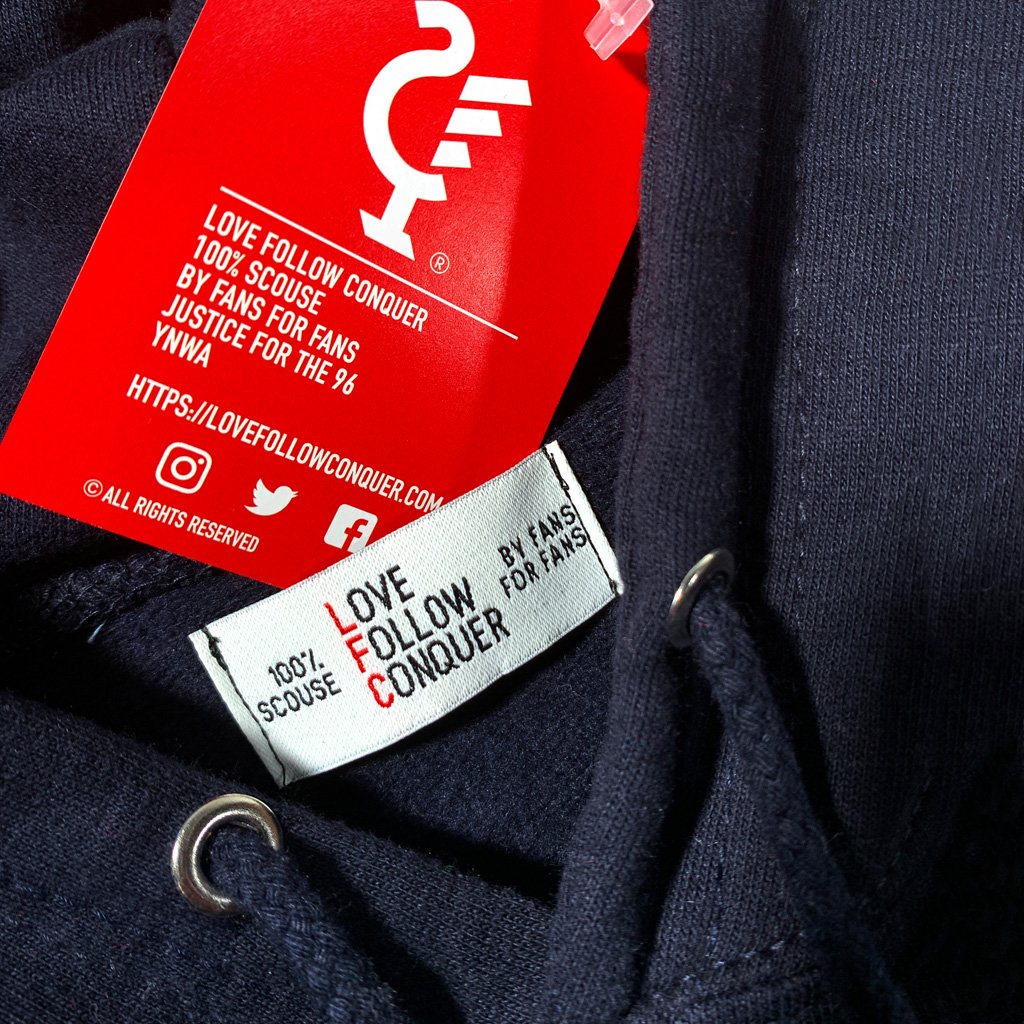 ®
LOVE FOLLOW CONQUER
100% SCOUSE
BY FANS FOR FANS
JUSTICE FOR THE 96
YNWA
HTTPS://LOVEFOLLOWCONQUER.COM
© ALL RIGHTS RESERVED
100%
SCOUSE
LOVE
FOLLOW
CONQUER
BY FANS
FOR FANS